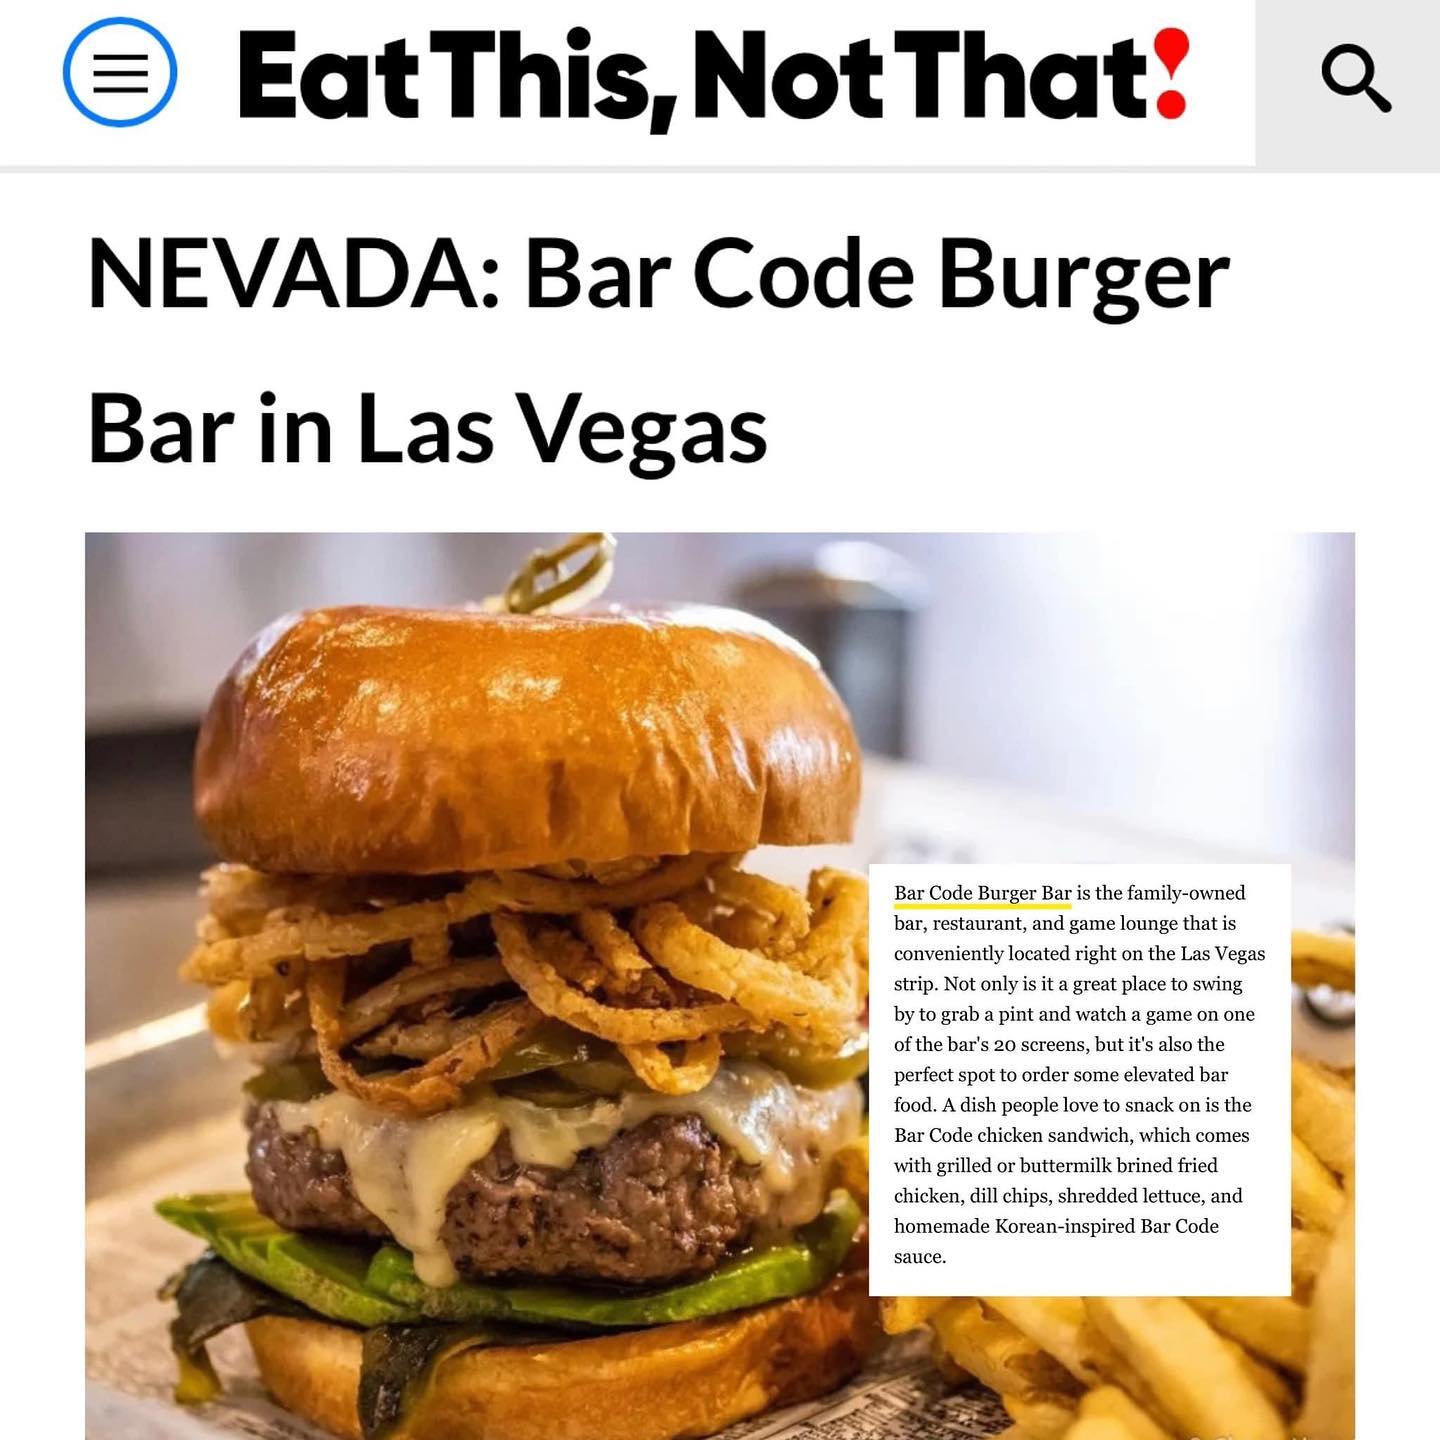 Eat This, Not That!
NEVADA: Bar Code Burger
Bar in Las Vegas
Bar Code Burger Bar is the family-owned
bar, restaurant, and game lounge that is
conveniently located right on the Las Vegas
strip. Not only is it a great place to swing
by to grab a pint and watch a game on one
of the bar's 20 screens, but it's also the
perfect spot to order some elevated bar
food. A dish people love to snack on is the
Bar Code chicken sandwich, which comes
with grilled or buttermilk brined fried
chicken, dill chips, shredded lettuce, and
homemade Korean-inspired Bar Code
sauce.